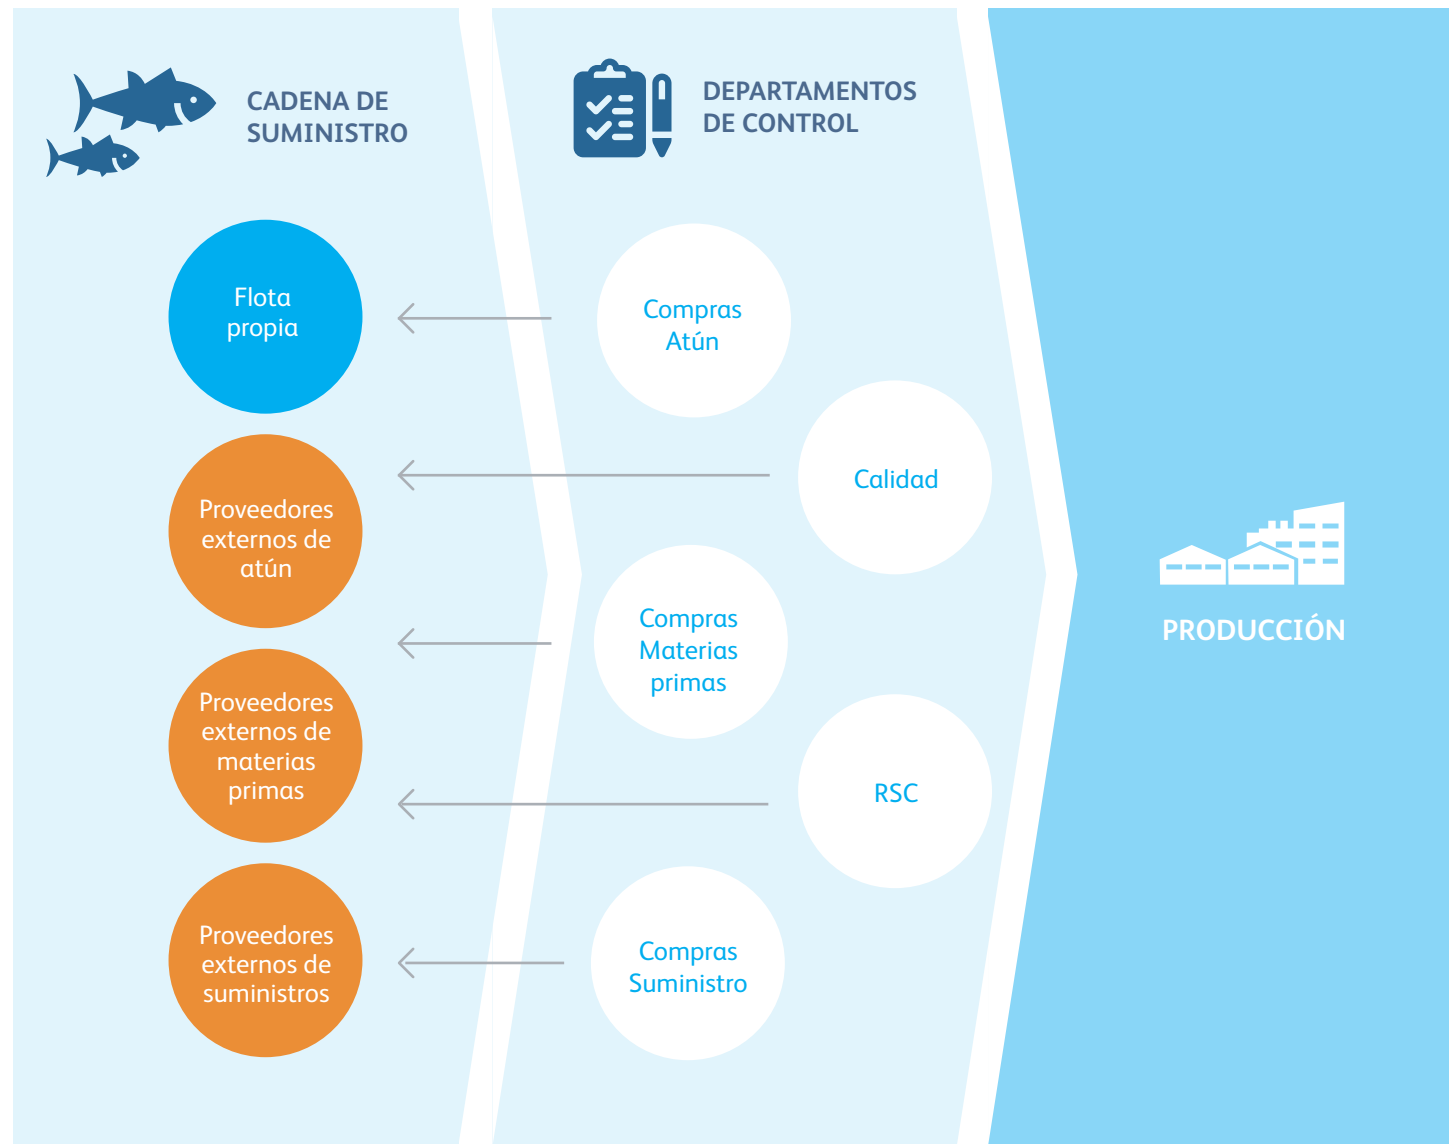 CADENA DE
SUMINISTRO
DEPARTAMENTOS
DE CONTROL
Flota
propia
Proveedores
externos de
atún
Proveedores
externos de
materias
primas
Proveedores
externos de
suministros
Compras
Atún
Calidad
Compras
Materias
primas
RSC
Compras
Suministro
PRODUCCIÓN